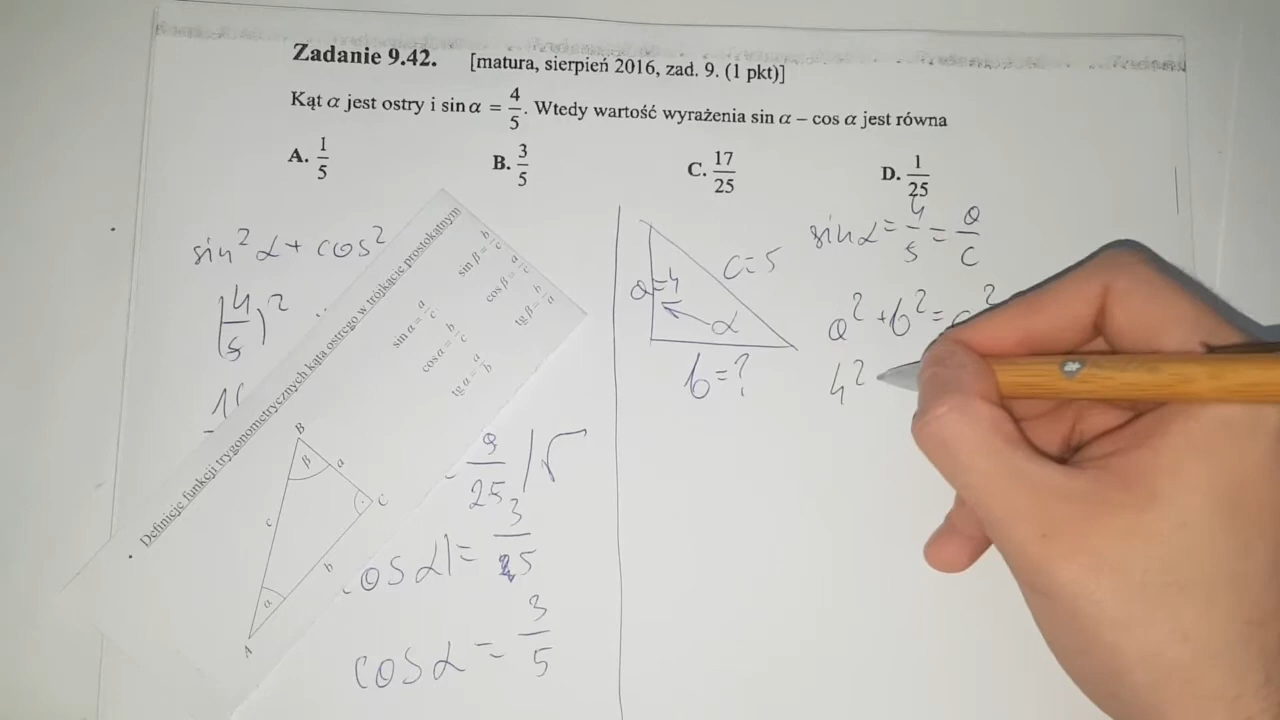 Zadanie 9.42. [matura, sierpień 2016, zad. 9. (1 pkt)]
Kąt α jest ostry i sin α = 4/5. Wtedy wartość wyrażenia sin α – cos α jest równa
A. 1/5 B. 3/5 C. 17/25 D. 1/25
sin² α + cos²
(4/5)²
• Definicje funkcji trygonometrycznych kąta ostrego w trójkącie prostokątnym
sin α = a/c sin β = b/c
cos α = b/c cos β = a/c
tg α = a/b tg β = b/a
B
β
a
c
C
b
α
A
9/25 /√
os α| = 3/5
cos α = 3/5
a=4
c=5
α
b=?
sin α = 4/5 = a/c
a² + b² = c²
4²